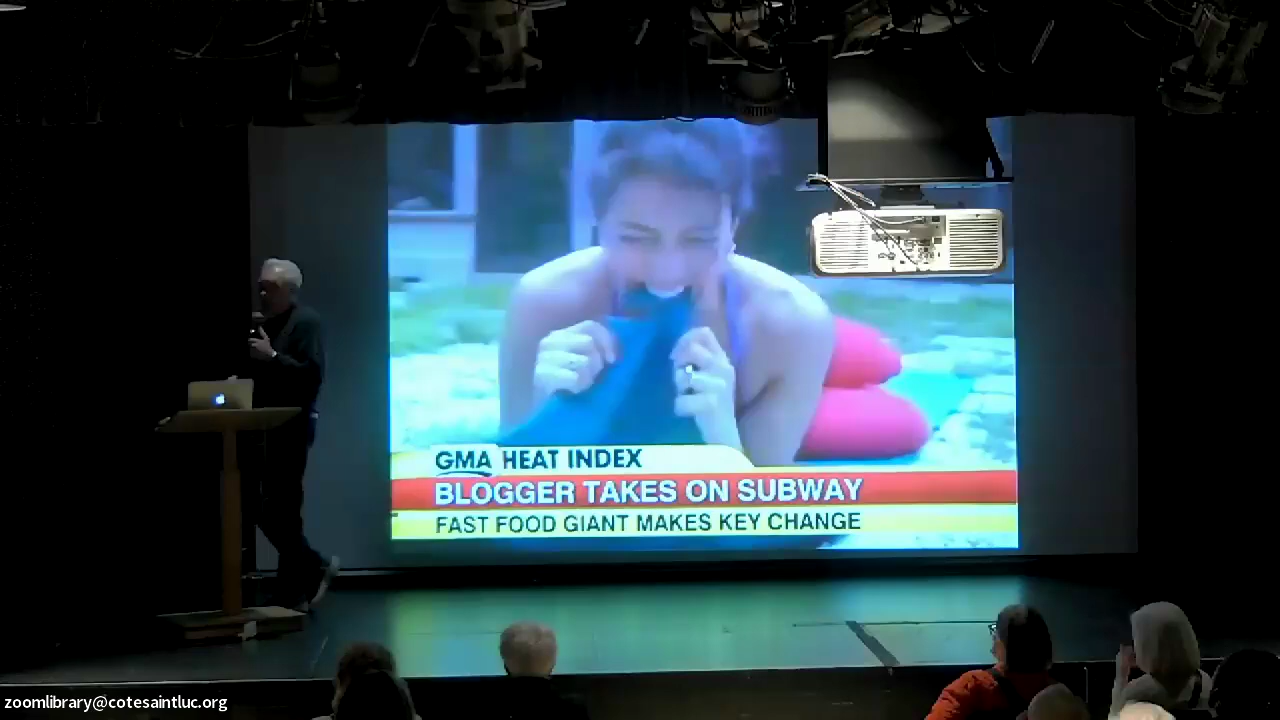 GMA HEAT INDEX
BLOGGER TAKES ON SUBWAY
FAST FOOD GIANT MAKES KEY CHANGE
zoomlibrary@cotesaintluc.org